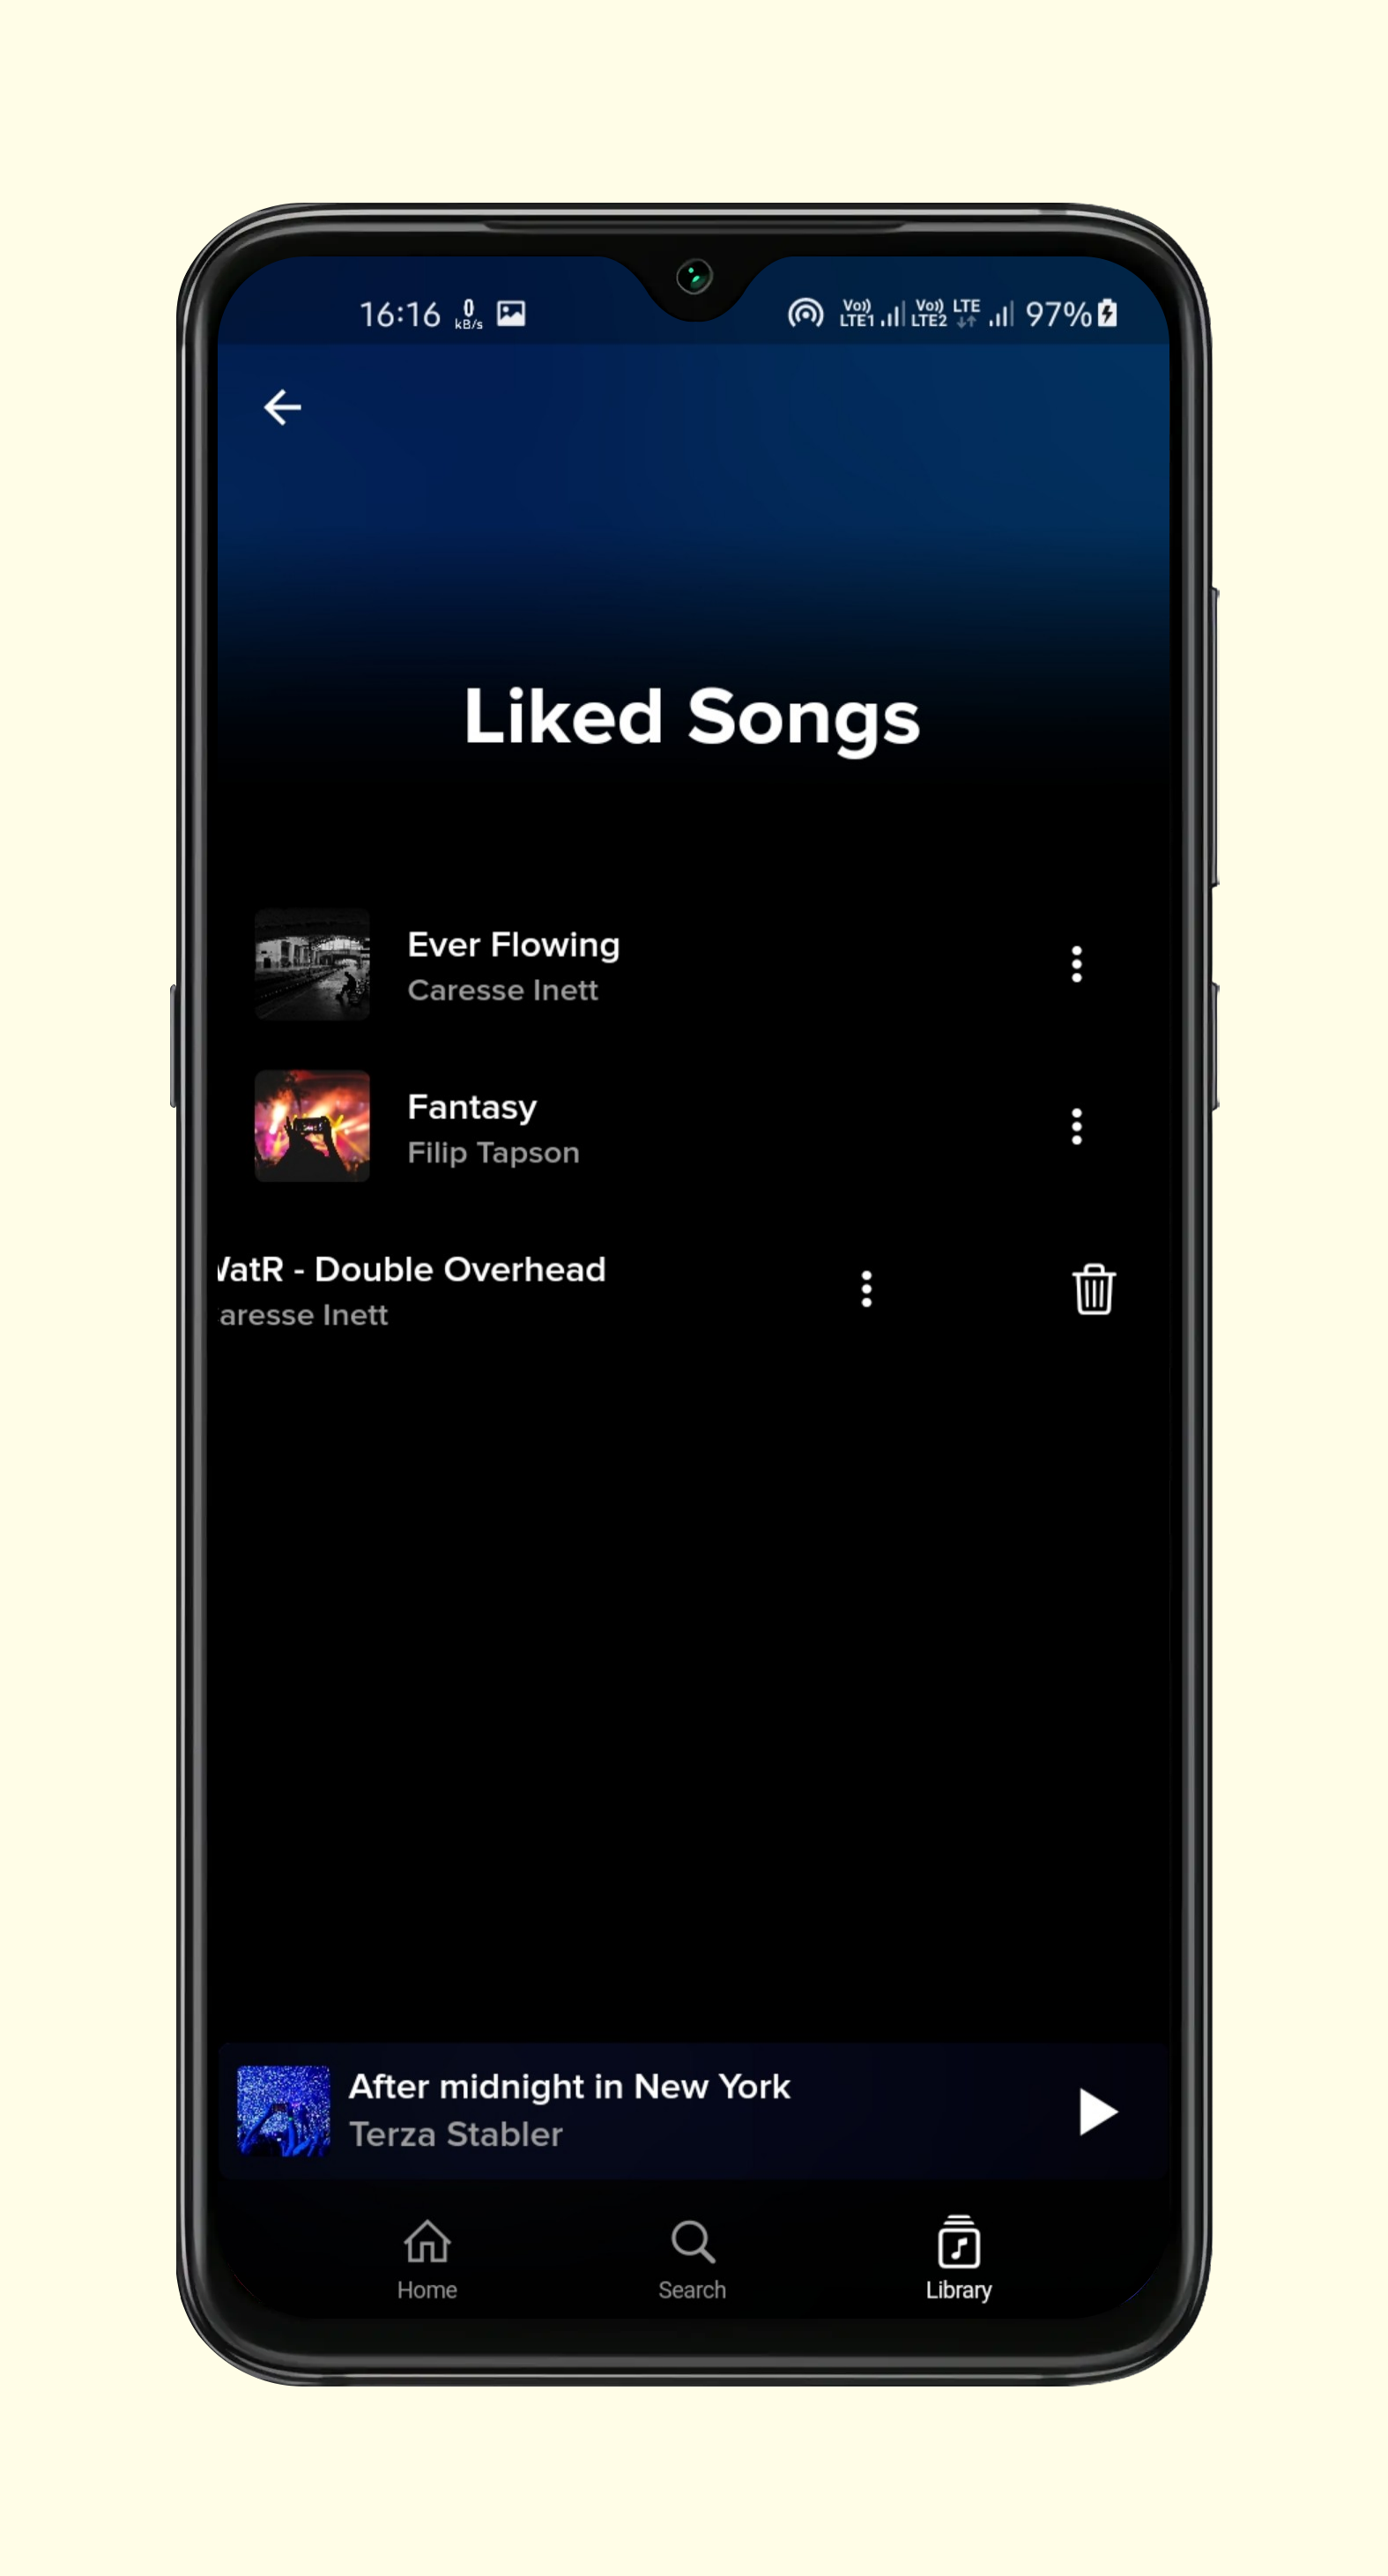 16:16 0 kB/s Vo)) LTE1 Vo)) LTE2 LTE 97%
Liked Songs
Ever Flowing
Caresse Inett
Fantasy
Filip Tapson
WatR - Double Overhead
aresse Inett
After midnight in New York
Terza Stabler
Home Search Library